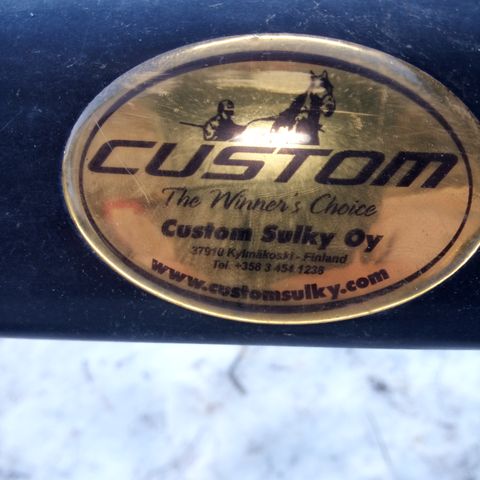 CUSTOM
The Winner's Choice
Custom Sulky Oy
37910 Kylmäkoski - Finland
Tel. +358 3 454 1238
www.customsulky.com